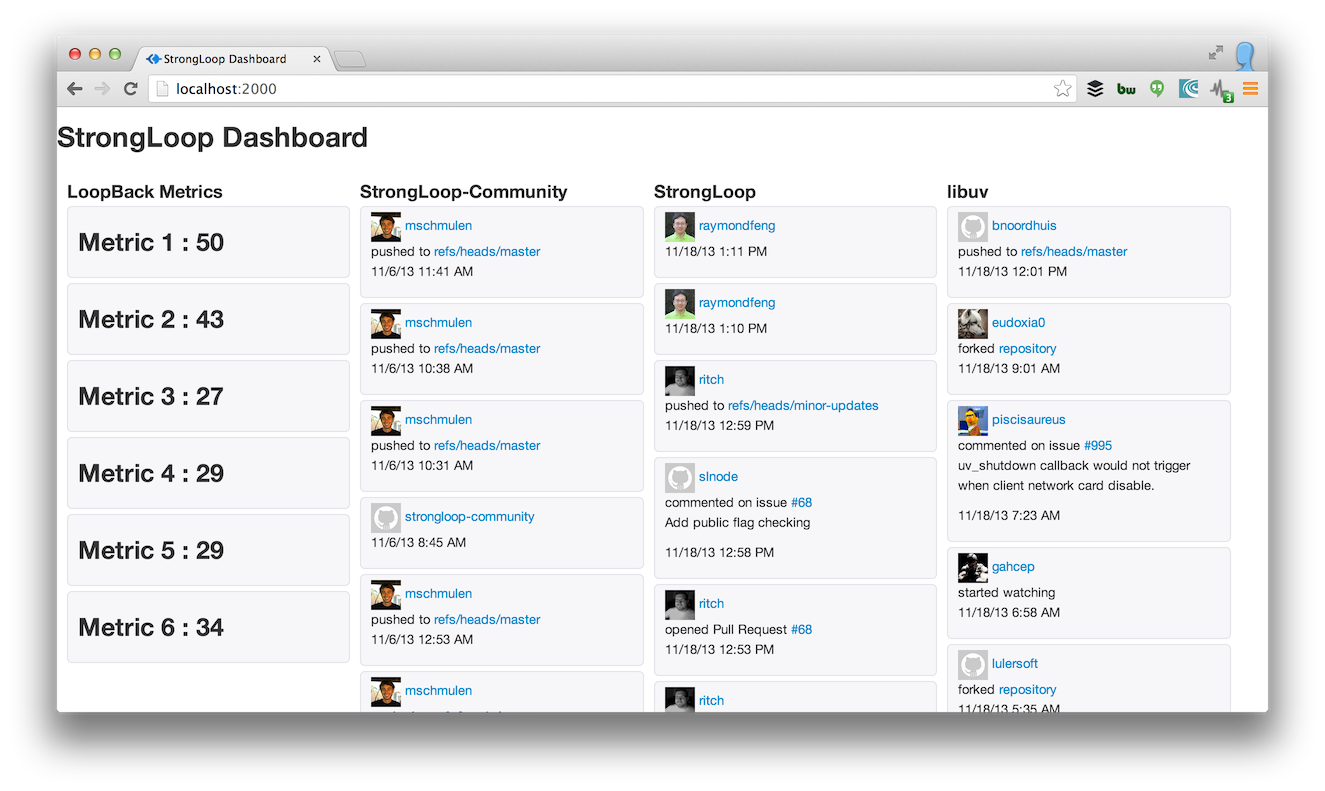 StrongLoop Dashboard
localhost:2000
bw
3
StrongLoop Dashboard
LoopBack Metrics
Metric 1 : 50
Metric 2 : 43
Metric 3 : 27
Metric 4 : 29
Metric 5 : 29
Metric 6 : 34
StrongLoop-Community
mschmulen
pushed to refs/heads/master
11/6/13 11:41 AM
mschmulen
pushed to refs/heads/master
11/6/13 10:38 AM
mschmulen
pushed to refs/heads/master
11/6/13 10:31 AM
strongloop-community
11/6/13 8:45 AM
mschmulen
pushed to refs/heads/master
11/6/13 12:53 AM
mschmulen
StrongLoop
raymondfeng
11/18/13 1:11 PM
raymondfeng
11/18/13 1:10 PM
ritch
pushed to refs/heads/minor-updates
11/18/13 12:59 PM
slnode
commented on issue #68
Add public flag checking
11/18/13 12:58 PM
ritch
opened Pull Request #68
11/18/13 12:53 PM
ritch
libuv
bnoordhuis
pushed to refs/heads/master
11/18/13 12:01 PM
eudoxia0
forked repository
11/18/13 9:01 AM
piscisaureus
commented on issue #995
uv_shutdown callback would not trigger
when client network card disable.
11/18/13 7:23 AM
gahcep
started watching
11/18/13 6:58 AM
lulersoft
forked repository
11/18/13 5:35 AM